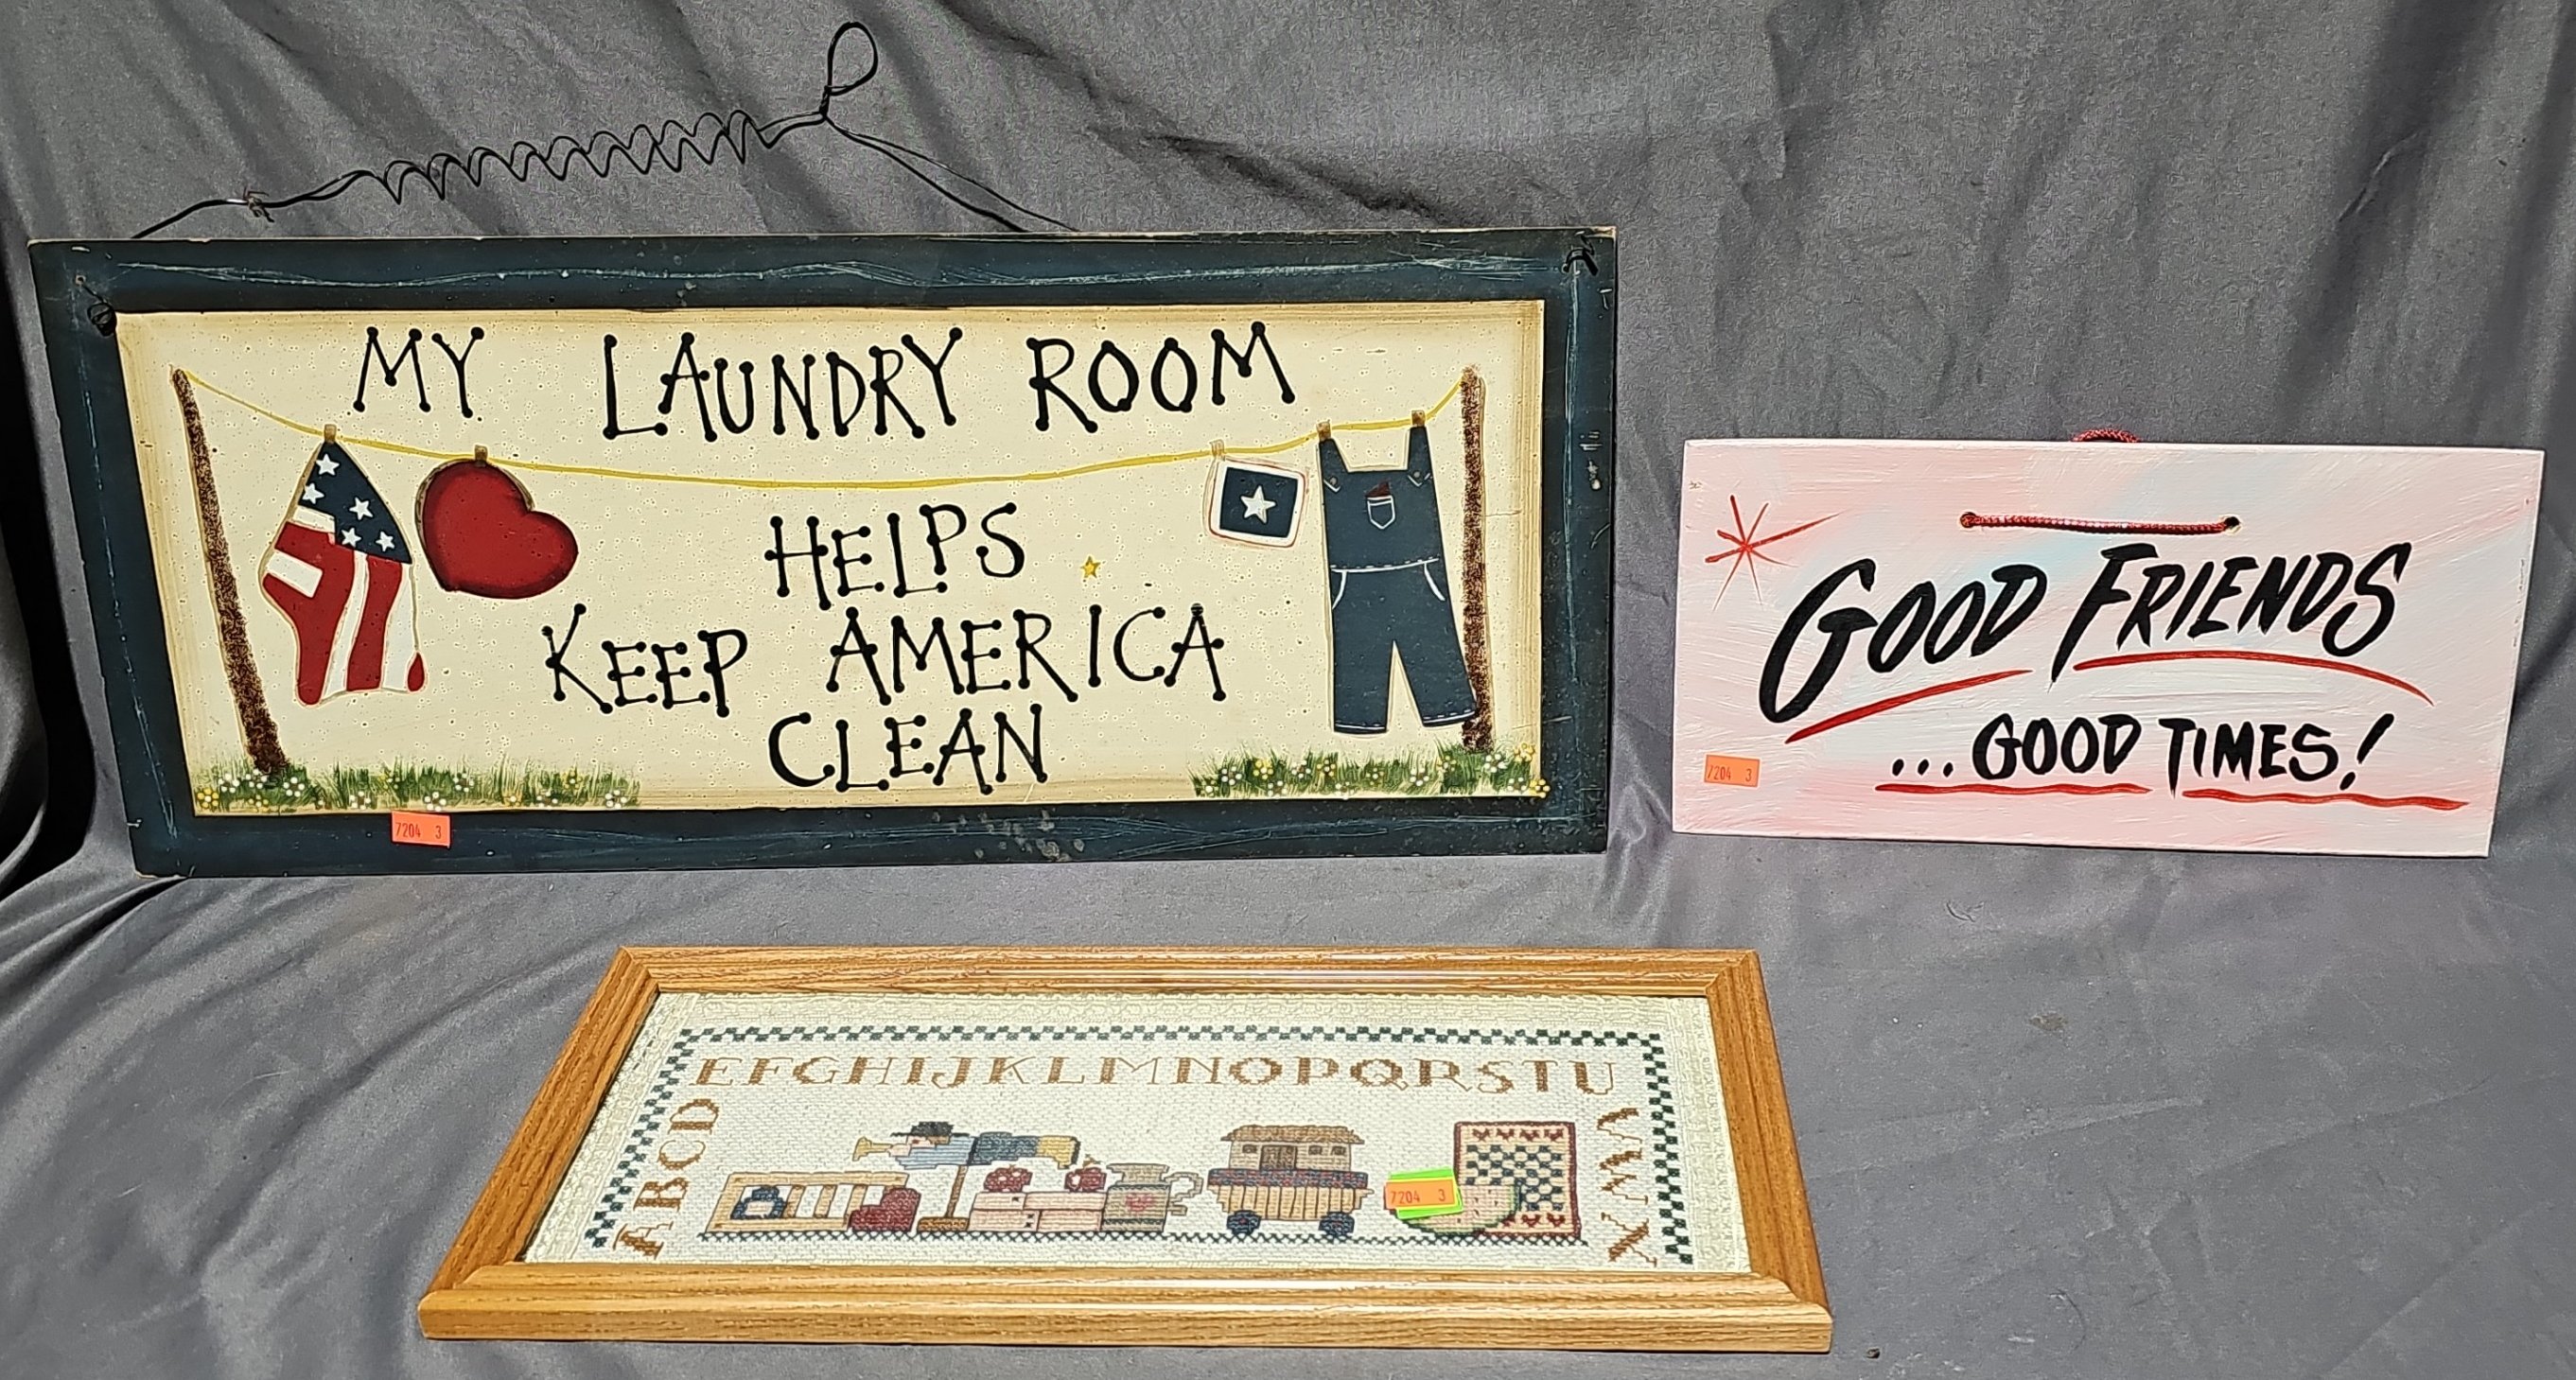 MY LAUNDRY ROOM
HELPS
KEEP AMERICA
CLEAN
7204 3
GOOD FRIENDS
...GOOD TIMES!
7204 3
ABCD
EFGHIJKLMNOPQRSTU
VWX
7204 3